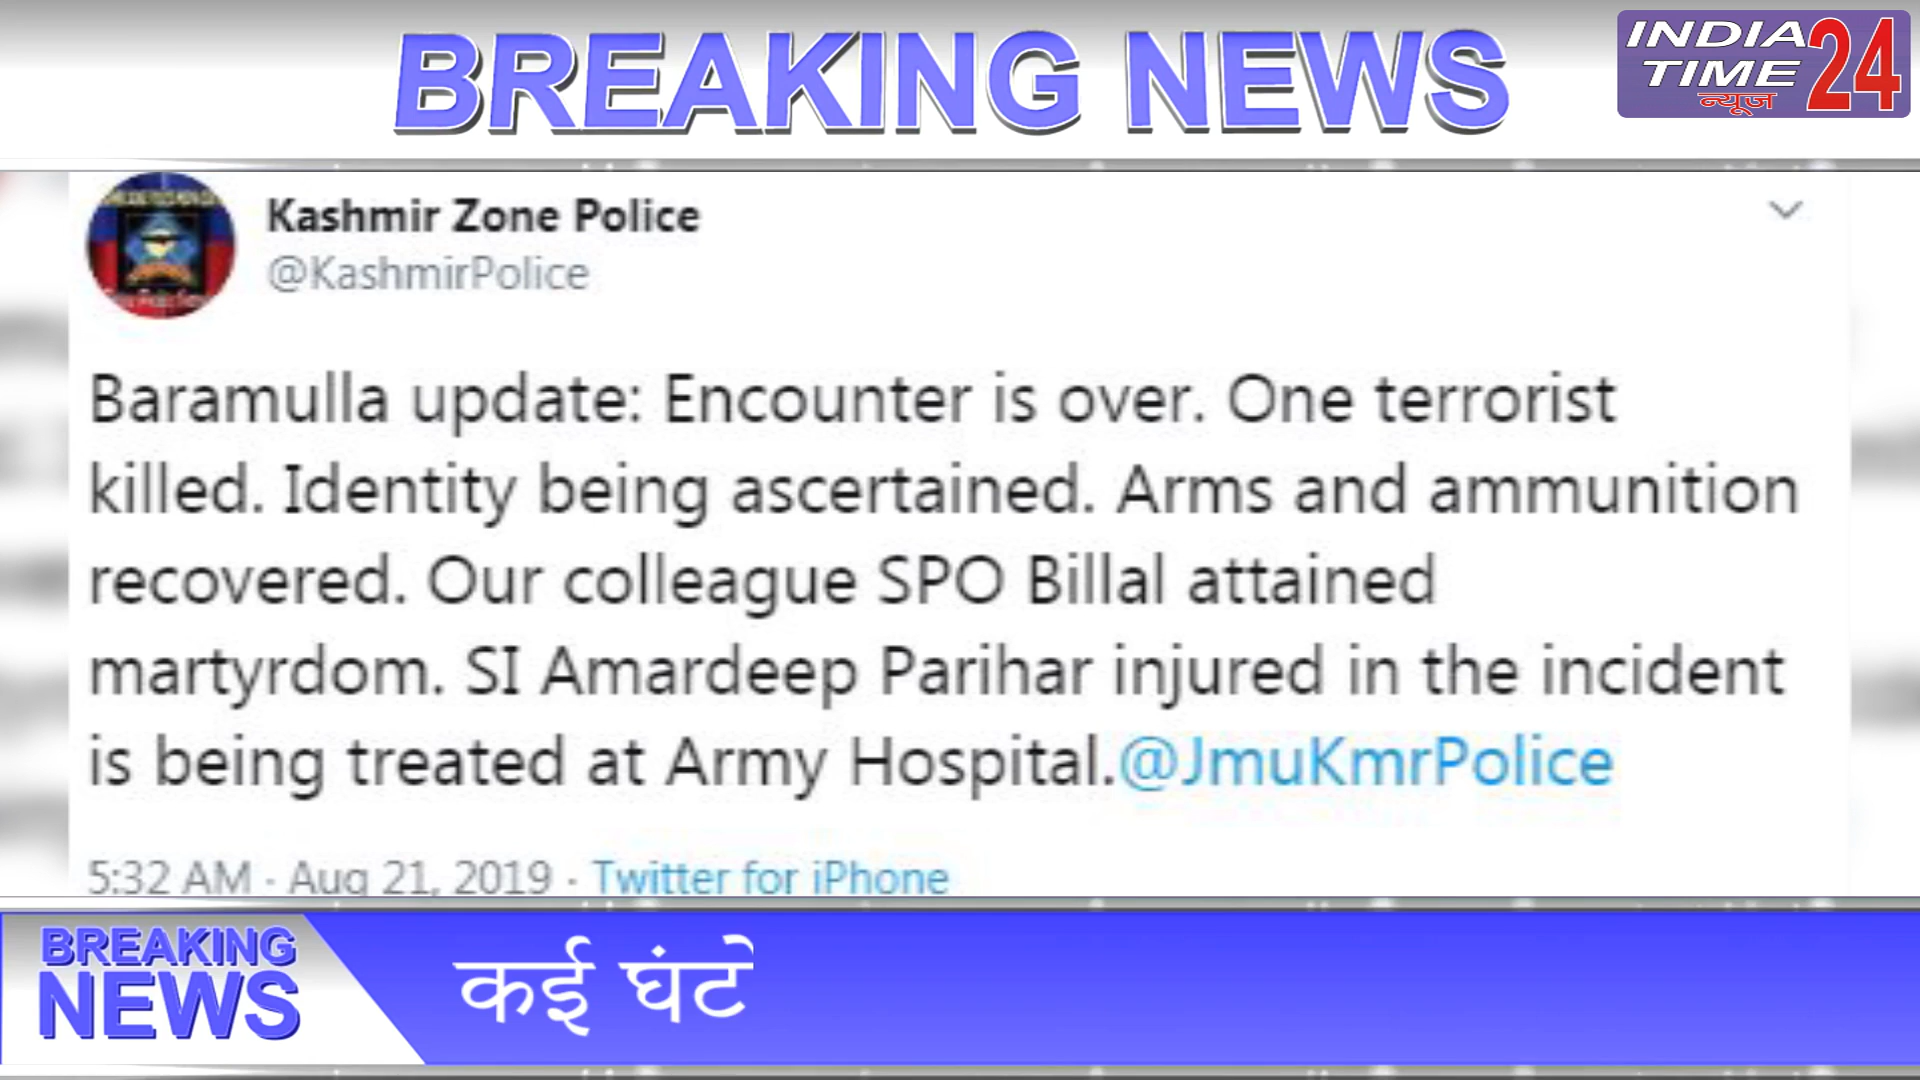 BREAKING NEWS
INDIA
TIME 24
न्यूज
Kashmir Zone Police
@KashmirPolice
Baramulla update: Encounter is over. One terrorist
killed. Identity being ascertained. Arms and ammunition
recovered. Our colleague SPO Billal attained
martyrdom. SI Amardeep Parihar injured in the incident
is being treated at Army Hospital.@JmuKmrPolice
5:32 AM · Aug 21, 2019 · Twitter for iPhone
BREAKING
NEWS
कई घंटे